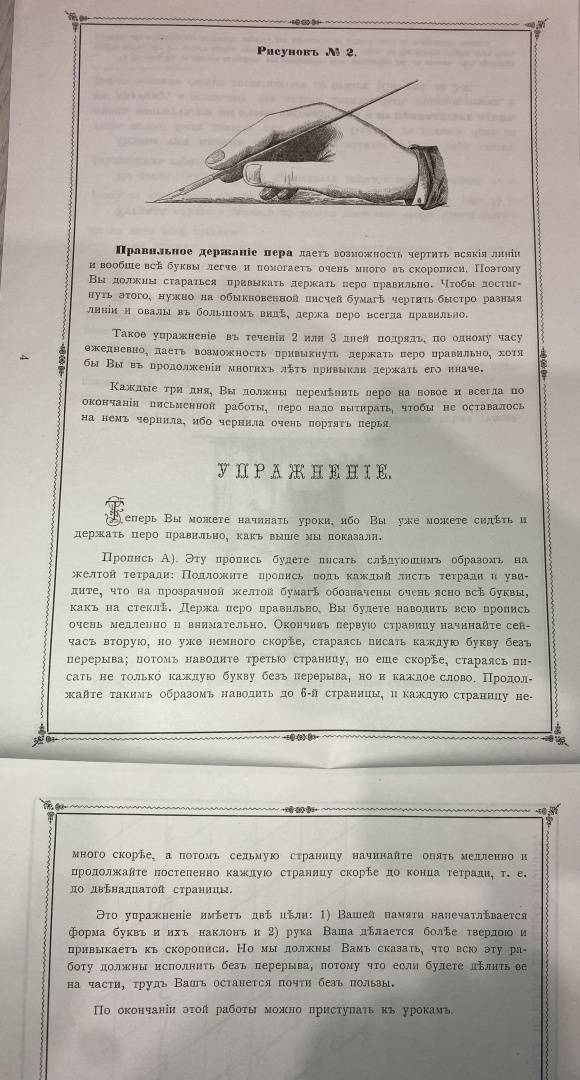 Рисунокъ № 2.
Правильное держаніе пера даетъ возможность чертить всякія линіи
и вообще всѣ буквы легче и помогаетъ очень много въ скорописи. Поэтому
Вы должны стараться привыкать держать перо правильно. Чтобы достиг-
нуть этого, нужно на обыкновенной писчей бумагѣ чертить быстро разныя
линіи и овалы въ большомъ видѣ, держа перо всегда правильно.
Такое упражненіе въ теченіи 2 или 3 дней подрядъ, по одному часу
ежедневно, даетъ возможность привыкнуть держать перо правильно, хотя
бы Вы въ продолженіи многихъ лѣтъ привыкли держать его иначе.
4
Каждые три дня, Вы должны перемѣнить перо на новое и всегда по
окончаніи письменной работы, перо надо вытирать, чтобы не оставалось
на немъ чернила, ибо чернила очень портятъ перья.
УПРАЖНЕНІЕ.
Теперь Вы можете начинать уроки, ибо Вы уже можете сидѣть и
держать перо правильно, какъ выше мы показали.
Пропись А). Эту пропись будете писать слѣдующимъ образомъ на
желтой тетради: Подложите пропись подъ каждый листъ тетради и уви-
дите, что на прозрачной желтой бумагѣ обозначены очень ясно всѣ буквы,
какъ на стеклѣ. Держа перо правильно, Вы будете наводить всю пропись
очень медленно и внимательно. Окончивъ первую страницу начинайте сей-
часъ вторую, но уже немного скорѣе, стараясь писать каждую букву безъ
перерыва; потомъ наводите третью страницу, но еще скорѣе, стараясь пи-
сать не только каждую букву безъ перерыва, но и каждое слово. Продол-
жайте такимъ образомъ наводить до 6-й страницы, и каждую страницу не-
много скорѣе, а потомъ седьмую страницу начинайте опять медленно и
продолжайте постепенно каждую страницу скорѣе до конца тетради, т. е.
до двѣнадцатой страницы.
Это упражненіе имѣетъ двѣ цѣли: 1) Вашей памяти напечатлѣвается
форма буквъ и ихъ наклонъ и 2) рука Ваша дѣлается болѣе твердою и
привыкаетъ къ скорописи. Но мы должны Вамъ сказать, что всю эту ра-
боту должны исполнить безъ перерыва, потому что если будете дѣлить ее
на части, трудъ Вашъ останется почти безъ пользы.
По окончаніи этой работы можно приступать къ урокамъ.